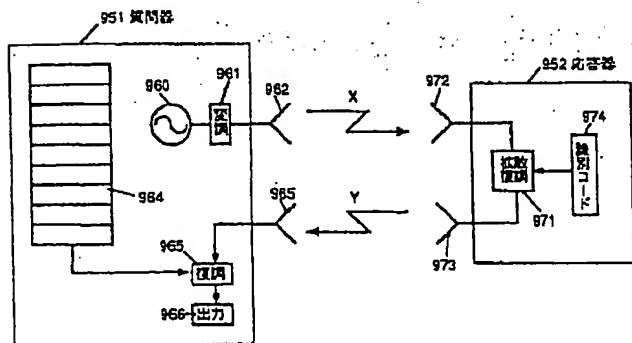 951 質問器
960
961
変調
962
X
972
952 応答器
974
識別コード
拡散
復調
971
964
965
Y
973
965
復調
966
出力